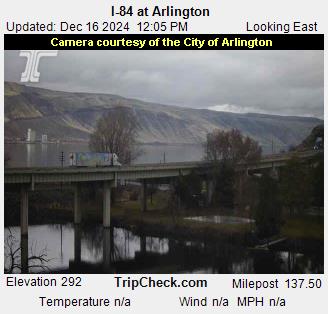 I-84 at Arlington
Updated: Dec 16 2024 12:05 PM Looking East
Camera courtesy of the City of Arlington
Elevation 292 TripCheck.com Milepost 137.50
Temperature n/a Wind n/a MPH n/a